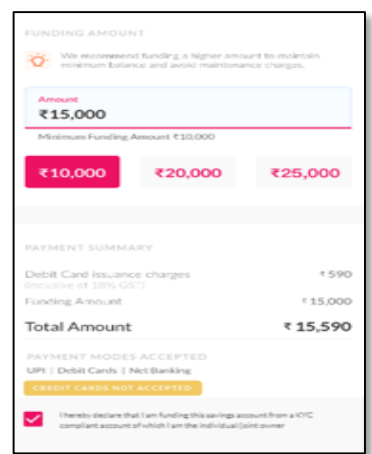 FUNDING AMOUNT
We recommend funding a higher amount to maintain
minimum balance and avoid maintenance charges.
Amount
₹15,000
Minimum Funding Amount ₹10,000
₹10,000 ₹20,000 ₹25,000
PAYMENT SUMMARY
Debit Card issuance charges ₹ 590
(Inclusive of 18% GST)
Funding Amount ₹ 15,000
Total Amount ₹ 15,590
PAYMENT MODES ACCEPTED
UPI | Debit Cards | Net Banking
CREDIT CARDS NOT ACCEPTED
I hereby declare that I am funding this savings account from a KYC
compliant account of which I am the individual/joint owner